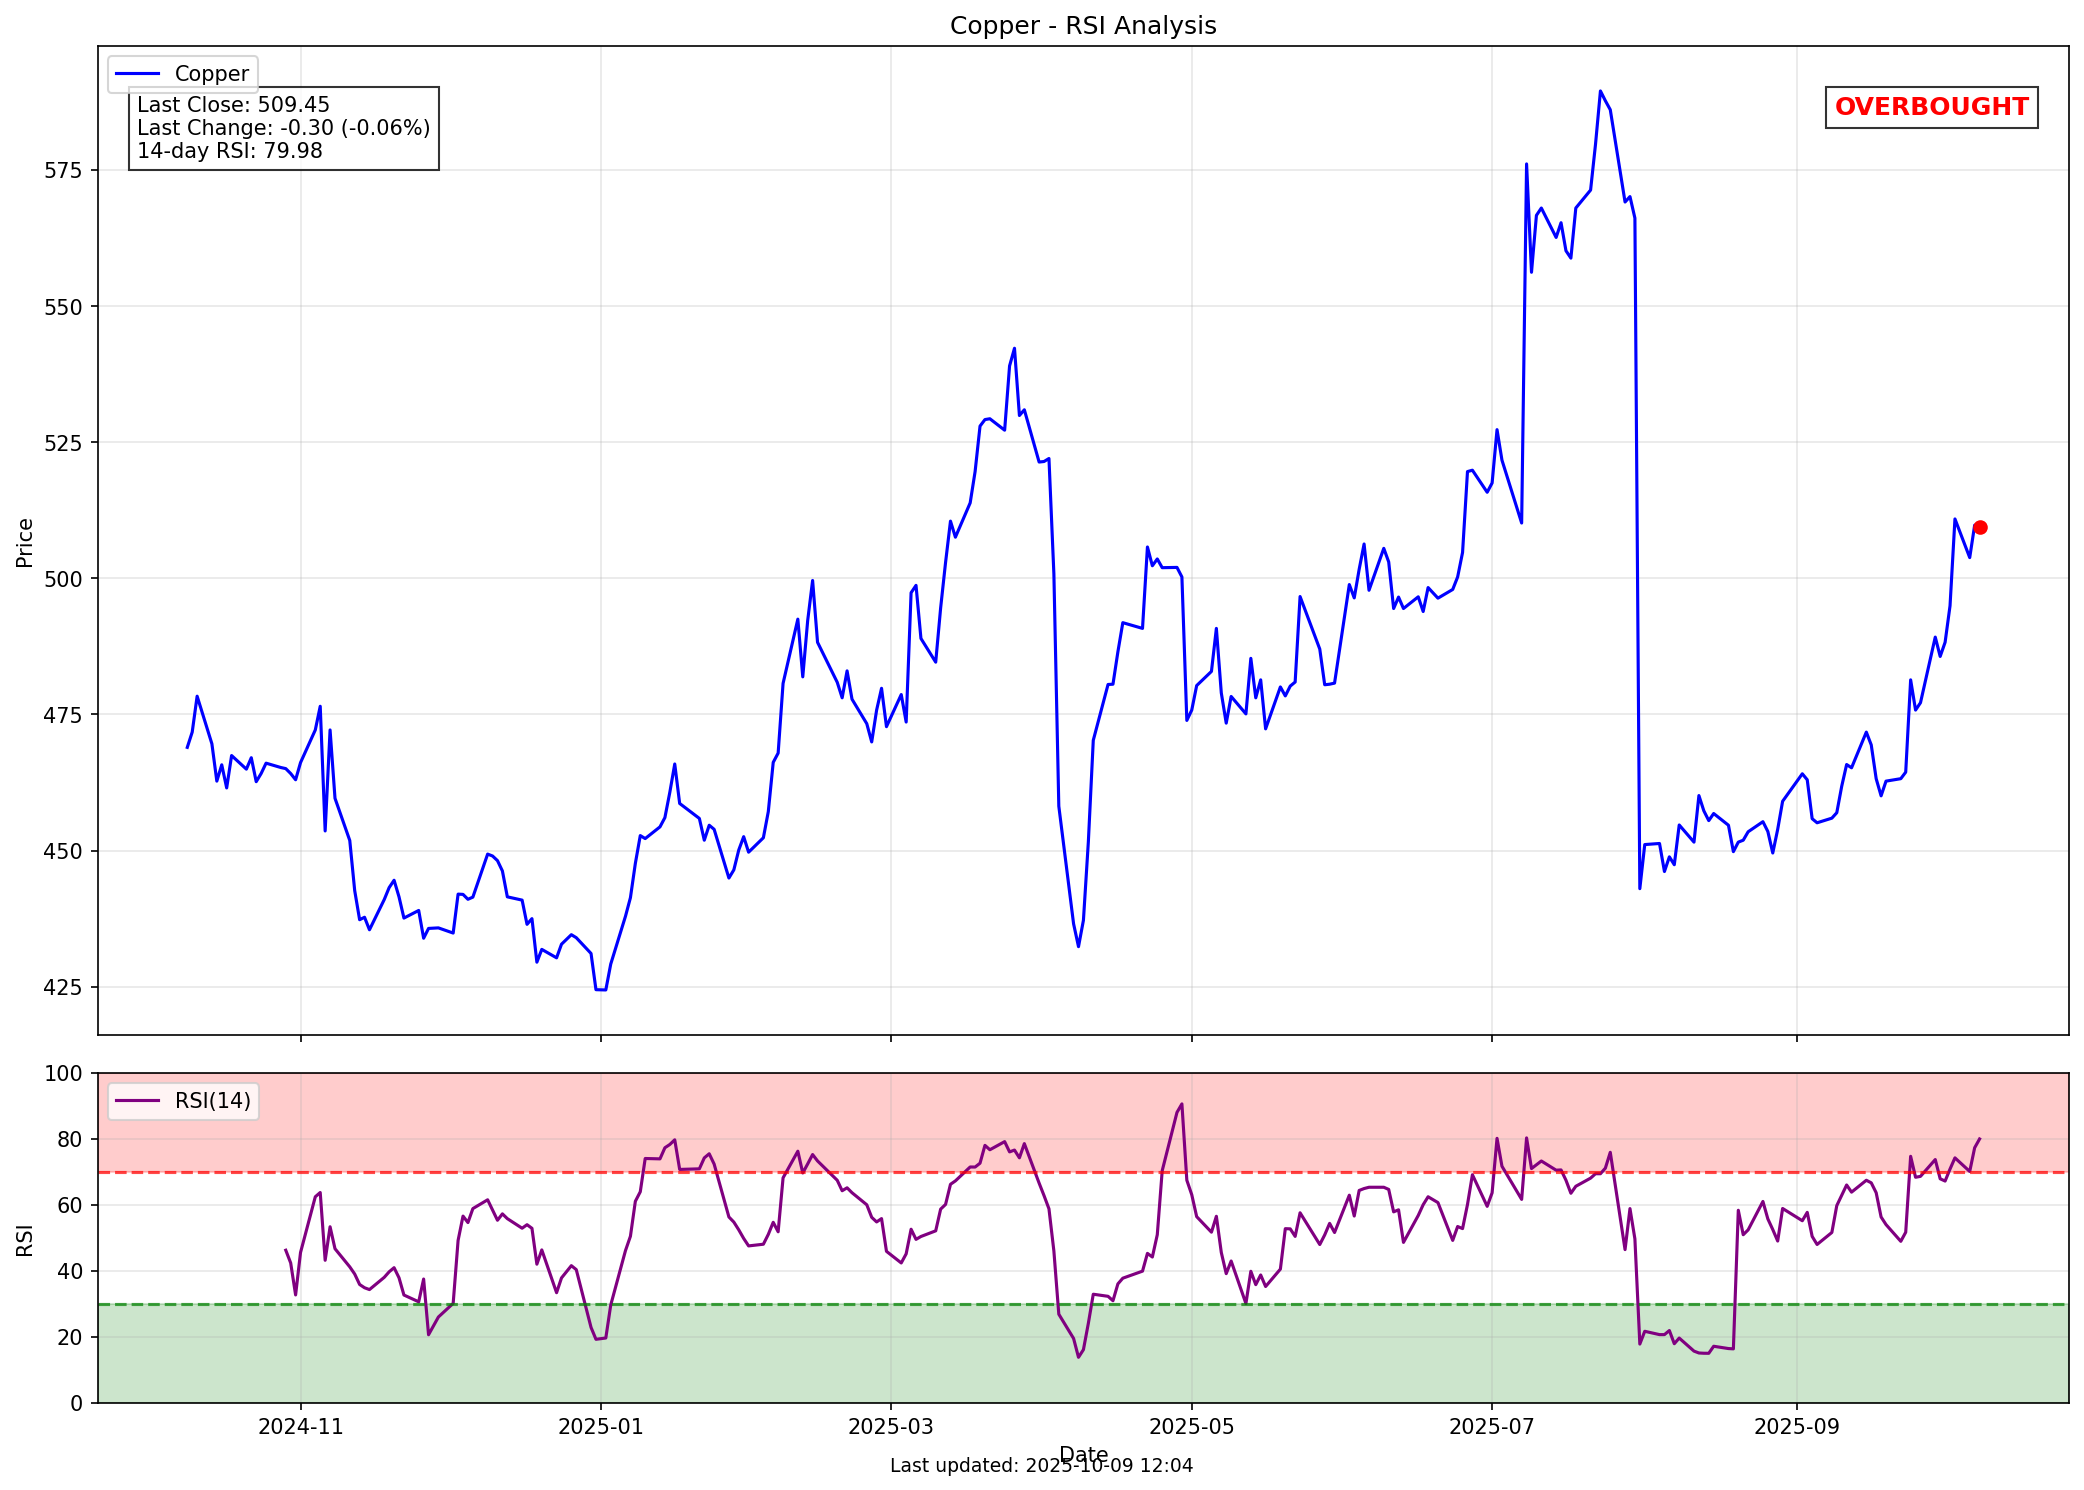 Copper - RSI Analysis
Copper
Last Close: 509.45
Last Change: -0.30 (-0.06%)
14-day RSI: 79.98
OVERBOUGHT
575
550
525
500
475
450
425
Price
RSI(14)
100
80
60
40
20
0
RSI
2024-11
2025-01
2025-03
2025-05
2025-07
2025-09
Date
Last updated: 2025-10-09 12:04